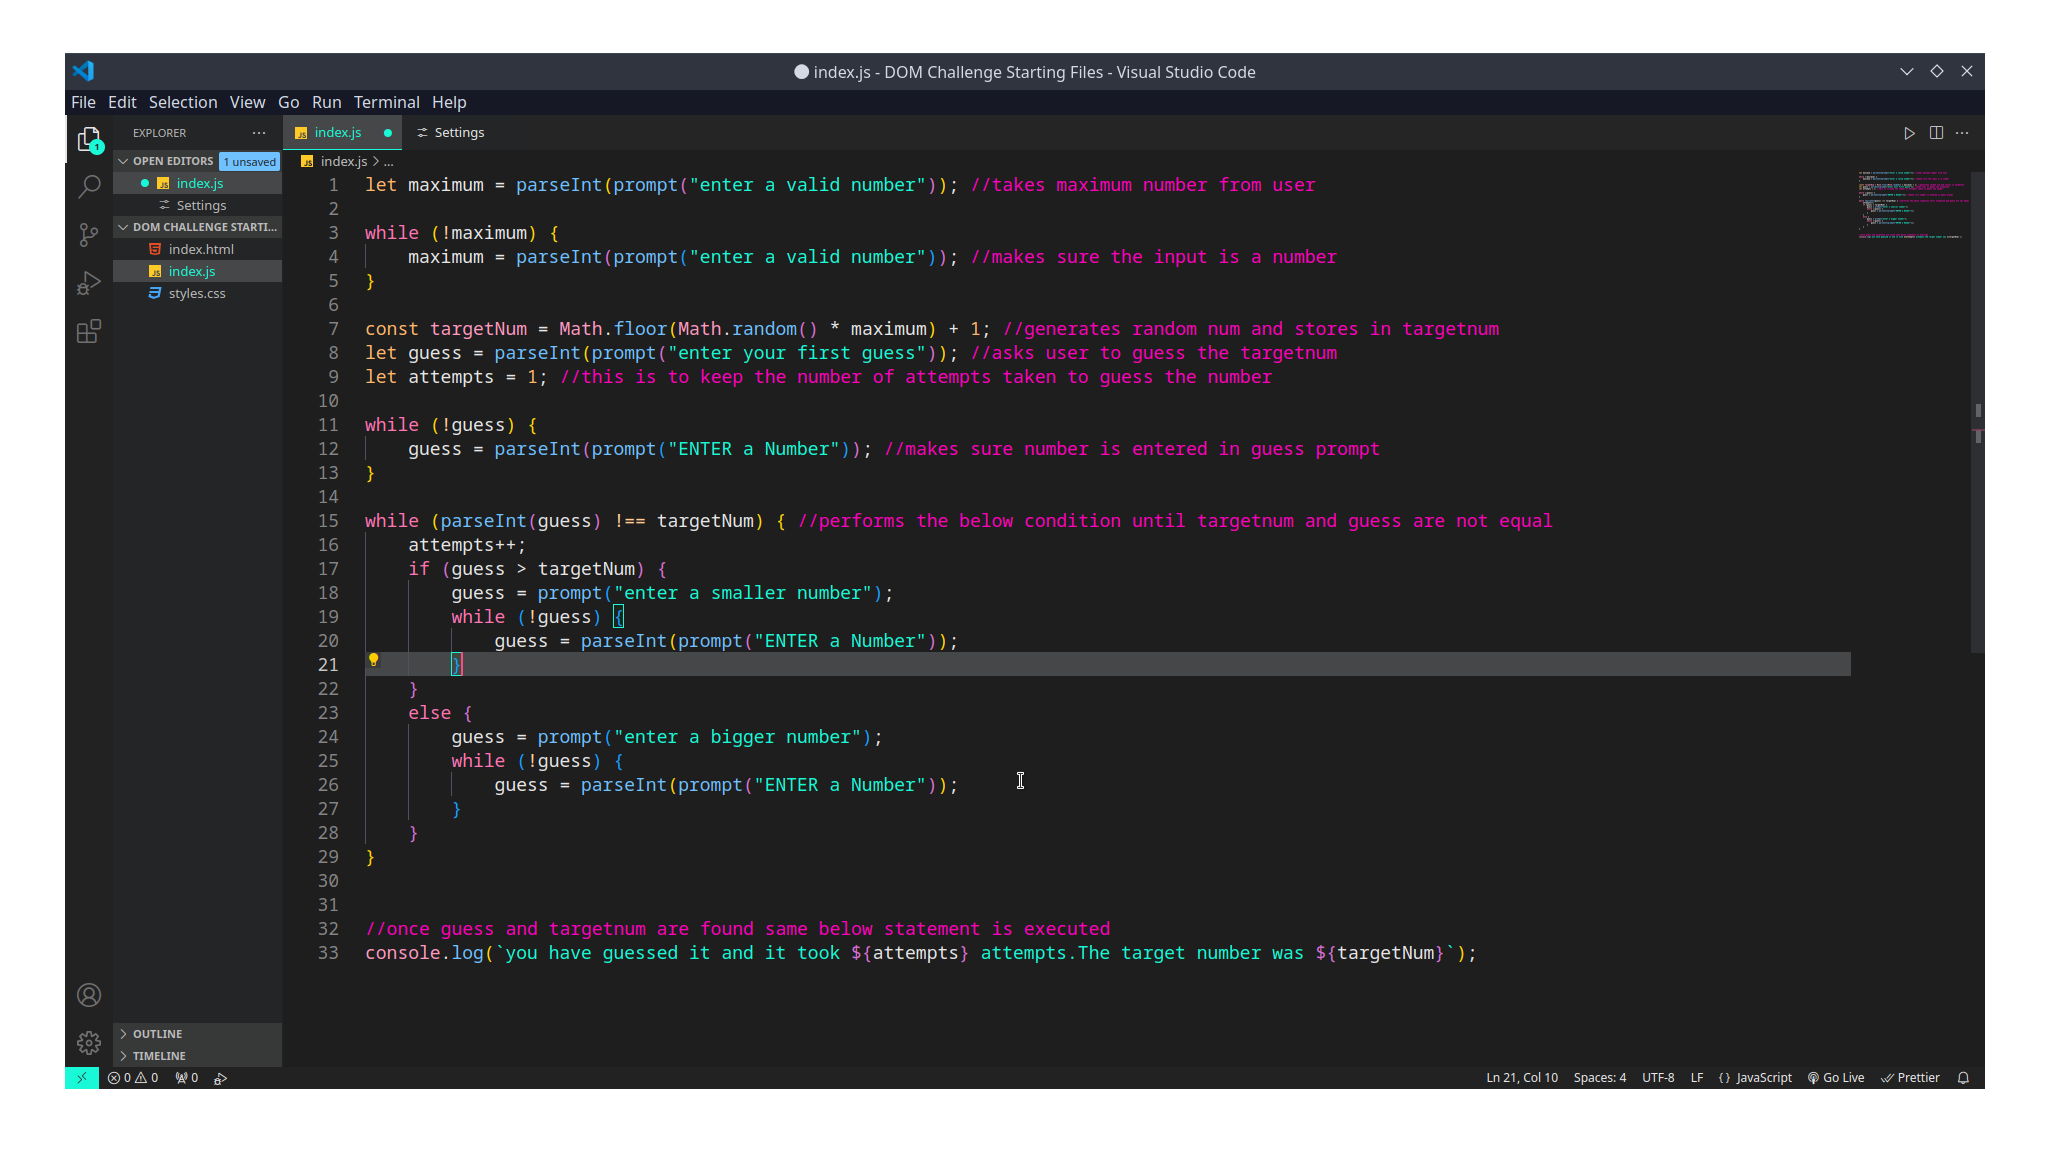 index.js - DOM Challenge Starting Files - Visual Studio Code
File Edit Selection View Go Run Terminal Help
EXPLORER ···
1
OPEN EDITORS 1 unsaved
index.js
Settings
DOM CHALLENGE STARTI...
index.html
index.js
styles.css
OUTLINE
TIMELINE
index.js Settings
index.js > ...
1 let maximum = parseInt(prompt("enter a valid number")); //takes maximum number from user
2
3 while (!maximum) {
4     maximum = parseInt(prompt("enter a valid number")); //makes sure the input is a number
5 }
6
7 const targetNum = Math.floor(Math.random() * maximum) + 1; //generates random num and stores in targetnum
8 let guess = parseInt(prompt("enter your first guess")); //asks user to guess the targetnum
9 let attempts = 1; //this is to keep the number of attempts taken to guess the number
10
11 while (!guess) {
12     guess = parseInt(prompt("ENTER a Number")); //makes sure number is entered in guess prompt
13 }
14
15 while (parseInt(guess) !== targetNum) { //performs the below condition until targetnum and guess are not equal
16     attempts++;
17     if (guess > targetNum) {
18         guess = prompt("enter a smaller number");
19         while (!guess) {
20             guess = parseInt(prompt("ENTER a Number"));
21         }
22     }
23     else {
24         guess = prompt("enter a bigger number");
25         while (!guess) {
26             guess = parseInt(prompt("ENTER a Number"));
27         }
28     }
29 }
30
31
32 //once guess and targetnum are found same below statement is executed
33 console.log(`you have guessed it and it took ${attempts} attempts.The target number was ${targetNum}`);
0 0 0 Ln 21, Col 10 Spaces: 4 UTF-8 LF {} JavaScript Go Live Prettier